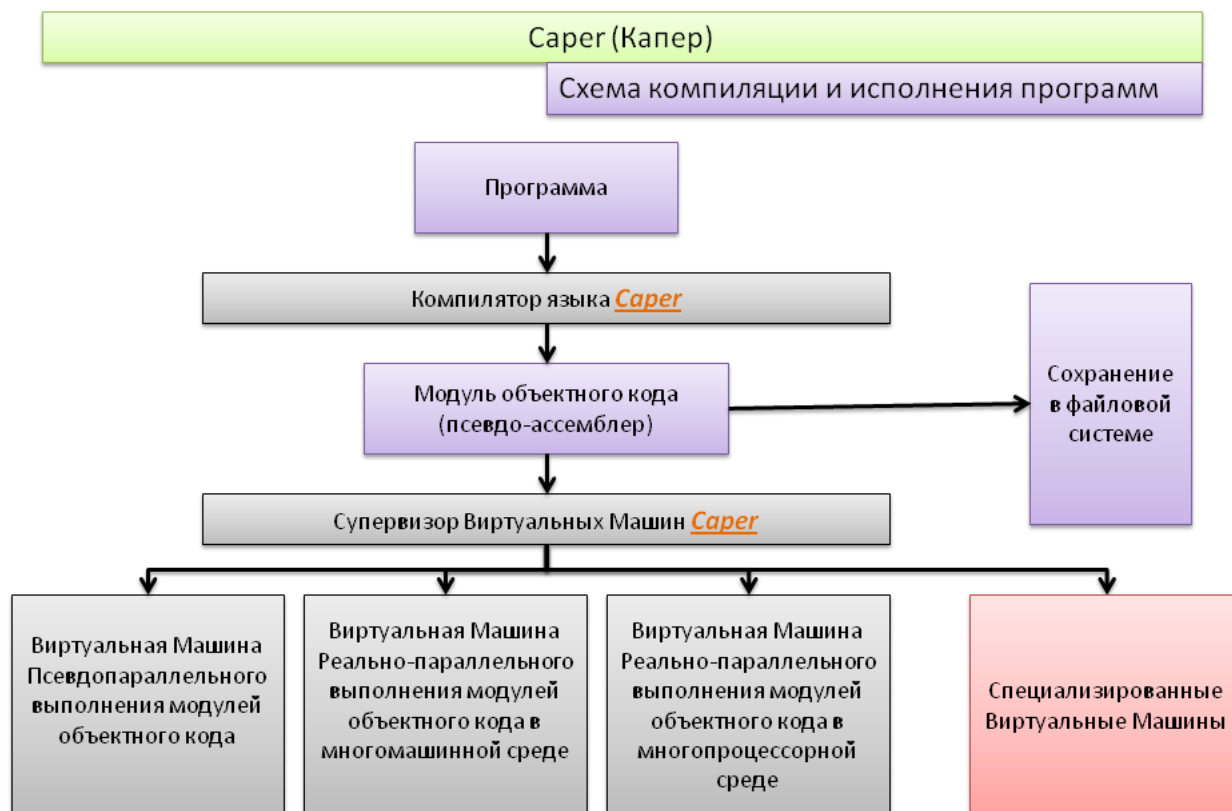 Caper (Капер)
Схема компиляции и исполнения программ
Программа
Компилятор языка Caper
Модуль объектного кода
(псевдо-ассемблер)
Сохранение
в файловой
системе
Супервизор Виртуальных Машин Caper
Виртуальная Машина
Псевдопараллельного
выполнения модулей
объектного кода
Виртуальная Машина
Реально-параллельного
выполнения модулей
объектного кода в
многомашинной среде
Виртуальная Машина
Реально-параллельного
выполнения модулей
объектного кода в
многопроцессорной
среде
Специализированные
Виртуальные Машины